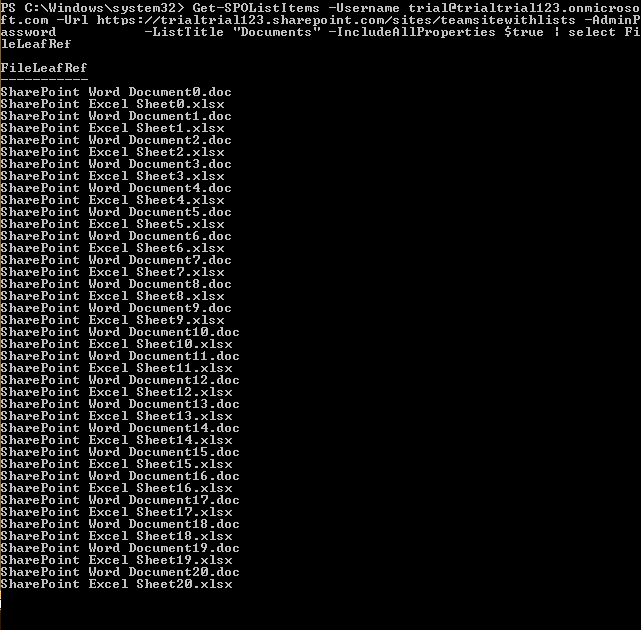 PS C:\Windows\system32> Get-SPOListItems -Username trial@trialtrial123.onmicroso
ft.com -Url https://trialtrial123.sharepoint.com/sites/teamsitewithlists -AdminP
assword -ListTitle "Documents" -IncludeAllProperties $true | select Fi
leLeafRef
FileLeafRef
-----------
SharePoint Word Document0.doc
SharePoint Excel Sheet0.xlsx
SharePoint Word Document1.doc
SharePoint Excel Sheet1.xlsx
SharePoint Word Document2.doc
SharePoint Excel Sheet2.xlsx
SharePoint Word Document3.doc
SharePoint Excel Sheet3.xlsx
SharePoint Word Document4.doc
SharePoint Excel Sheet4.xlsx
SharePoint Word Document5.doc
SharePoint Excel Sheet5.xlsx
SharePoint Word Document6.doc
SharePoint Excel Sheet6.xlsx
SharePoint Word Document7.doc
SharePoint Excel Sheet7.xlsx
SharePoint Word Document8.doc
SharePoint Excel Sheet8.xlsx
SharePoint Word Document9.doc
SharePoint Excel Sheet9.xlsx
SharePoint Word Document10.doc
SharePoint Excel Sheet10.xlsx
SharePoint Word Document11.doc
SharePoint Excel Sheet11.xlsx
SharePoint Word Document12.doc
SharePoint Excel Sheet12.xlsx
SharePoint Word Document13.doc
SharePoint Excel Sheet13.xlsx
SharePoint Word Document14.doc
SharePoint Excel Sheet14.xlsx
SharePoint Word Document15.doc
SharePoint Excel Sheet15.xlsx
SharePoint Word Document16.doc
SharePoint Excel Sheet16.xlsx
SharePoint Word Document17.doc
SharePoint Excel Sheet17.xlsx
SharePoint Word Document18.doc
SharePoint Excel Sheet18.xlsx
SharePoint Word Document19.doc
SharePoint Excel Sheet19.xlsx
SharePoint Word Document20.doc
SharePoint Excel Sheet20.xlsx